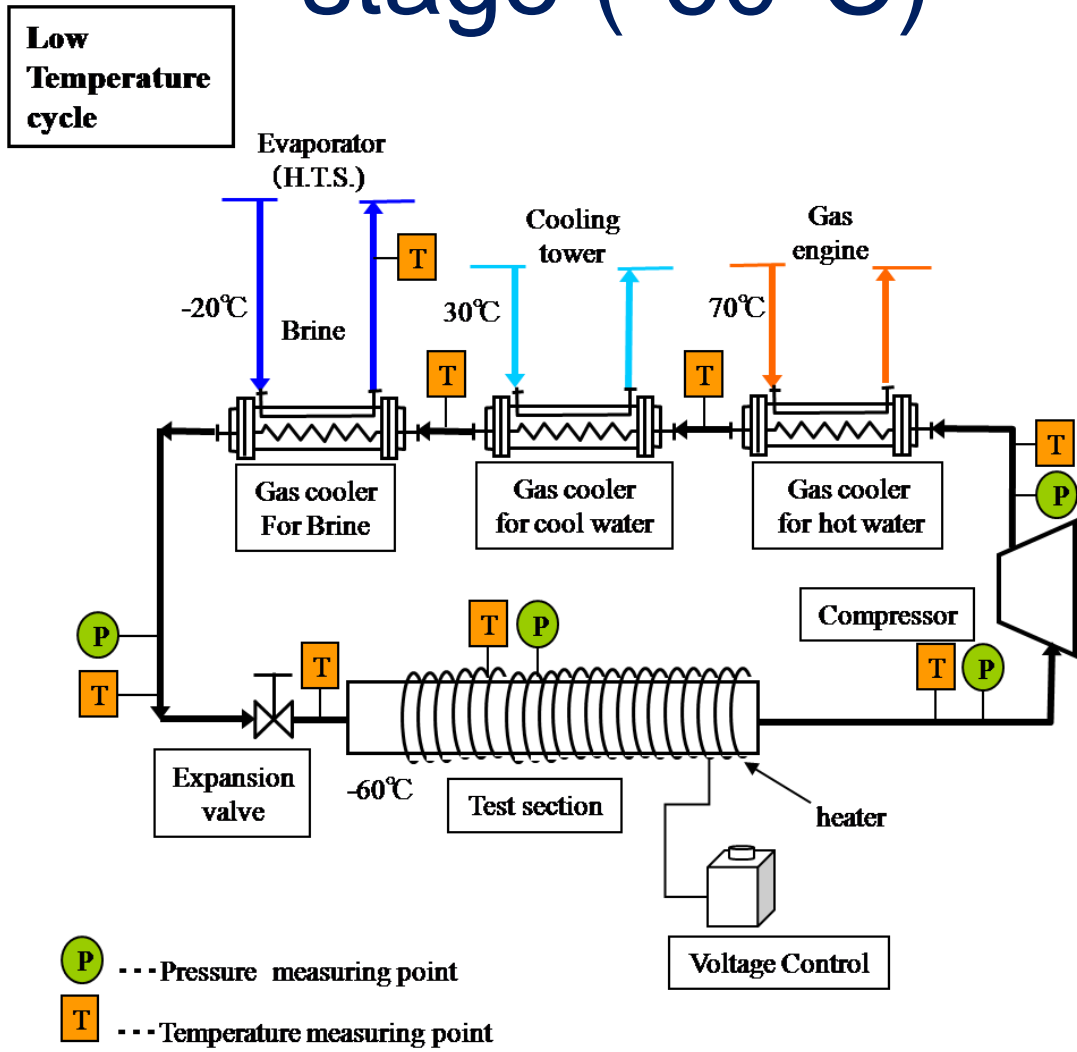 stage (-60℃)
Low
Temperature
cycle
Evaporator
(H.T.S.)
Cooling
tower
Gas
engine
T
-20℃
Brine
30℃
70℃
T
T
T
P
Gas cooler
For Brine
Gas cooler
for cool water
Gas cooler
for hot water
Compressor
P
T
T
T
P
T
P
Expansion
valve
-60℃
Test section
heater
Voltage Control
P ---Pressure measuring point
T ---Temperature measuring point